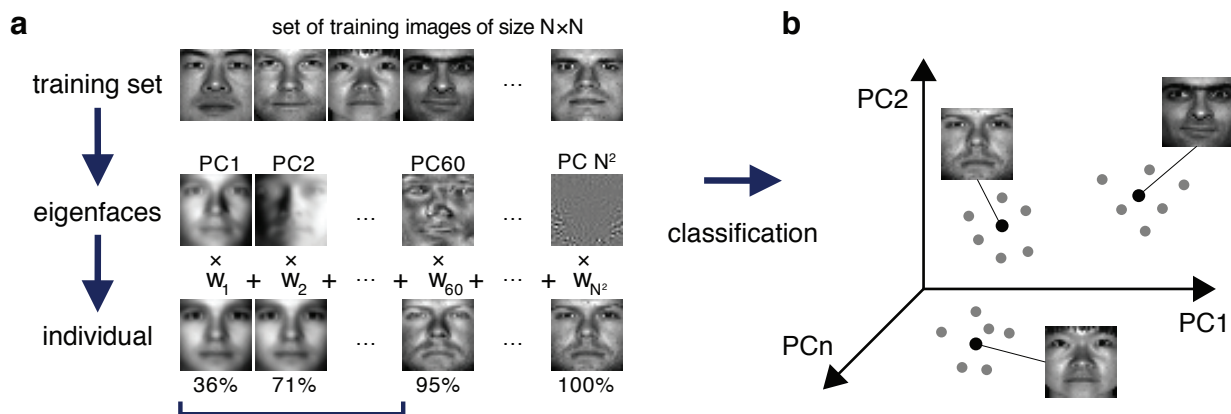 a
set of training images of size N×N
training set
...
PC1 PC2 PC60 PC N²
eigenfaces
... ...
× × × ×
W₁ + W₂ + ... + W₆₀ + ... + W_N²
individual
... ...
36% 71% 95% 100%
classification
b
PC2
PC1
PCn